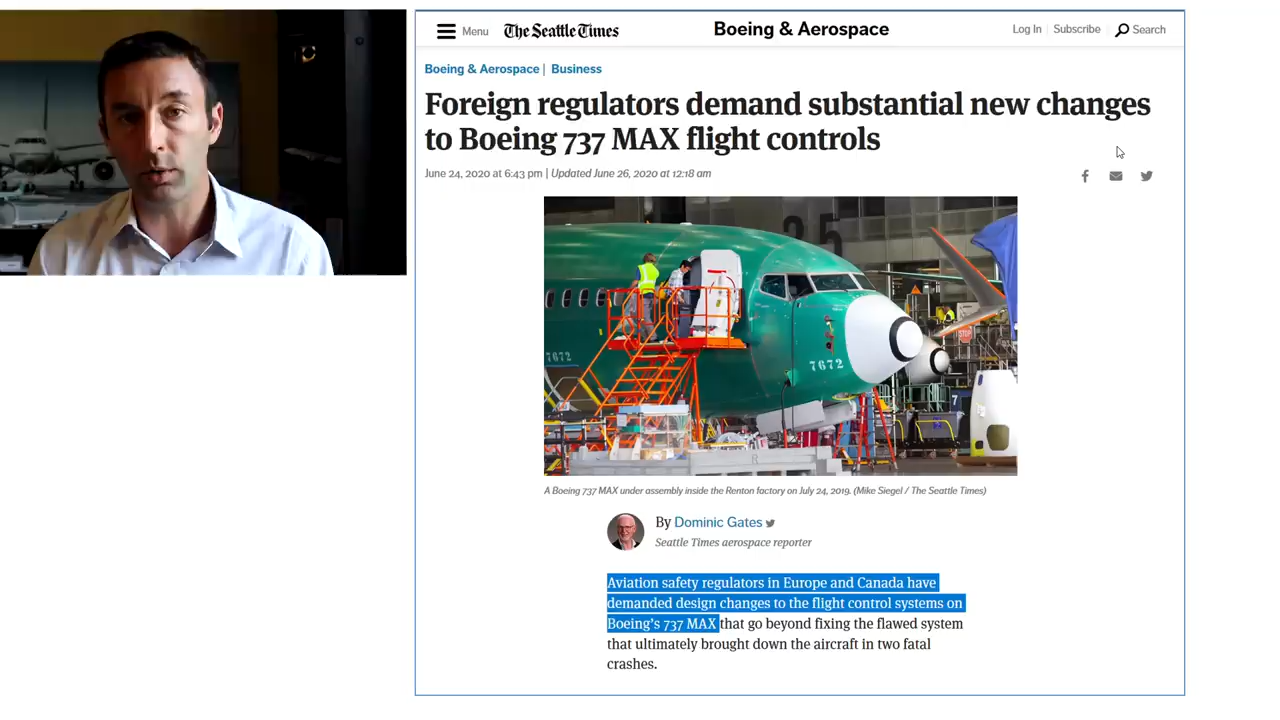 Menu
The Seattle Times
Boeing & Aerospace
Log In | Subscribe
Search
Boeing & Aerospace | Business
Foreign regulators demand substantial new changes
to Boeing 737 MAX flight controls
June 24, 2020 at 6:43 pm | Updated June 26, 2020 at 12:18 am
35
7672
7672
STOP
7
R
A Boeing 737 MAX under assembly inside the Renton factory on July 24, 2019. (Mike Siegel / The Seattle Times)
By Dominic Gates
Seattle Times aerospace reporter
Aviation safety regulators in Europe and Canada have
demanded design changes to the flight control systems on
Boeing's 737 MAX that go beyond fixing the flawed system
that ultimately brought down the aircraft in two fatal
crashes.